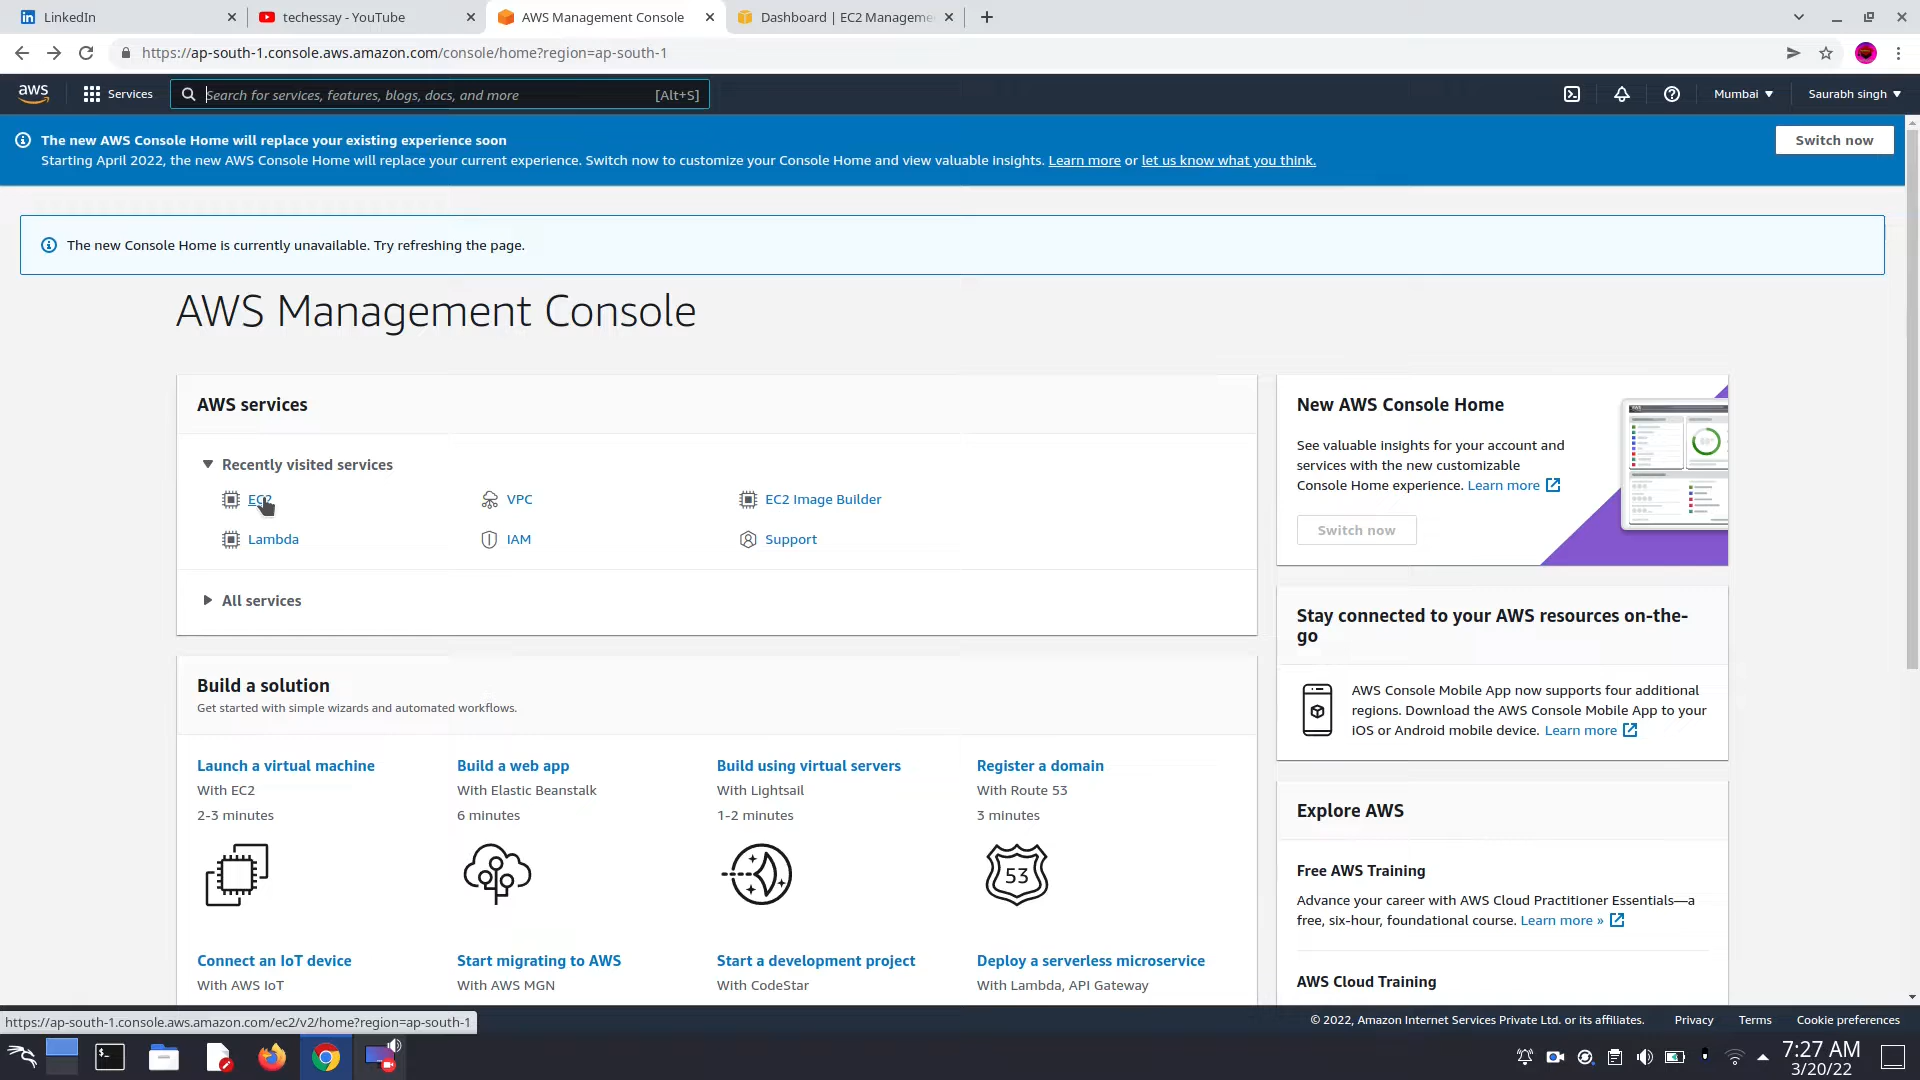 LinkedIn
techessay - YouTube
AWS Management Console
Dashboard | EC2 Manageme
https://ap-south-1.console.aws.amazon.com/console/home?region=ap-south-1
aws
Services
Search for services, features, blogs, docs, and more
[Alt+S]
Mumbai
Saurabh singh
The new AWS Console Home will replace your existing experience soon
Starting April 2022, the new AWS Console Home will replace your current experience. Switch now to customize your Console Home and view valuable insights. Learn more or let us know what you think.
Switch now
The new Console Home is currently unavailable. Try refreshing the page.
AWS Management Console
AWS services
Recently visited services
EC2
VPC
EC2 Image Builder
Lambda
IAM
Support
All services
Build a solution
Get started with simple wizards and automated workflows.
Launch a virtual machine
With EC2
2-3 minutes
Build a web app
With Elastic Beanstalk
6 minutes
Build using virtual servers
With Lightsail
1-2 minutes
Register a domain
With Route 53
3 minutes
53
Connect an IoT device
With AWS IoT
Start migrating to AWS
With AWS MGN
Start a development project
With CodeStar
Deploy a serverless microservice
With Lambda, API Gateway
New AWS Console Home
See valuable insights for your account and
services with the new customizable
Console Home experience. Learn more
Switch now
Stay connected to your AWS resources on-the-
go
AWS Console Mobile App now supports four additional
regions. Download the AWS Console Mobile App to your
iOS or Android mobile device. Learn more
Explore AWS
Free AWS Training
Advance your career with AWS Cloud Practitioner Essentials—a
free, six-hour, foundational course. Learn more »
AWS Cloud Training
https://ap-south-1.console.aws.amazon.com/ec2/v2/home?region=ap-south-1
© 2022, Amazon Internet Services Private Ltd. or its affiliates.
Privacy
Terms
Cookie preferences
7:27 AM
3/20/22